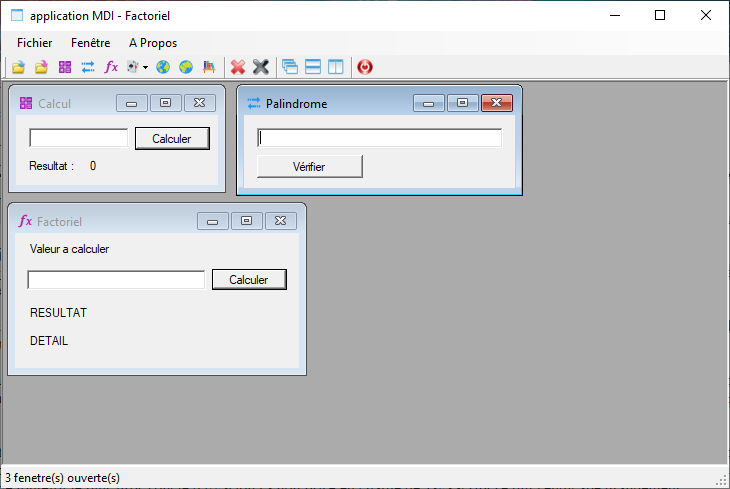 application MDI - Factoriel
Fichier Fenêtre A Propos
fx
Calcul
Calculer
Resultat : 0
Palindrome
Vérifier
fx Factoriel
Valeur a calculer
Calculer
RESULTAT
DETAIL
3 fenetre(s) ouverte(s)